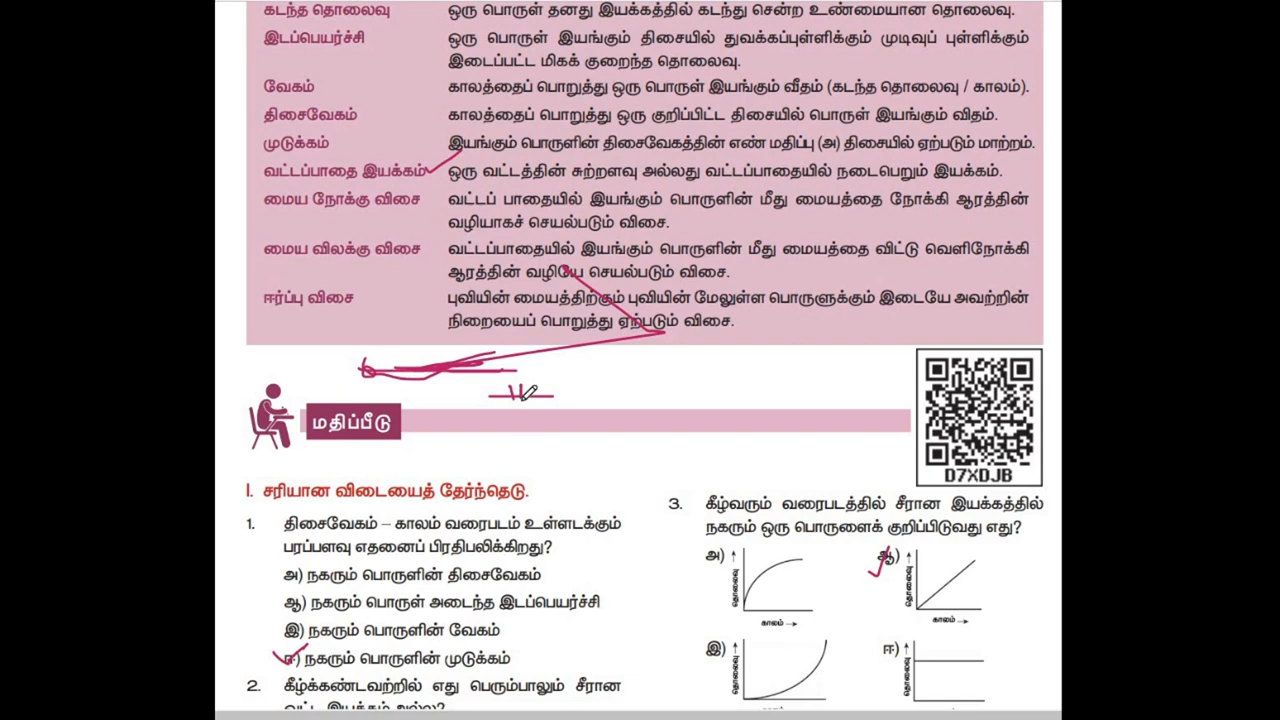 கடந்த தொலைவு ஒரு பொருள் தனது இயக்கத்தில் கடந்து சென்ற உண்மையான தொலைவு.
இடப்பெயர்ச்சி ஒரு பொருள் இயங்கும் திசையில் துவக்கப்புள்ளிக்கும் முடிவுப் புள்ளிக்கும்
இடைப்பட்ட மிகக் குறைந்த தொலைவு.
வேகம் காலத்தைப் பொறுத்து ஒரு பொருள் இயங்கும் வீதம் (கடந்த தொலைவு / காலம்).
திசைவேகம் காலத்தைப் பொறுத்து ஒரு குறிப்பிட்ட திசையில் பொருள் இயங்கும் விதம்.
முடுக்கம் இயங்கும் பொருளின் திசைவேகத்தின் எண் மதிப்பு (அ) திசையில் ஏற்படும் மாற்றம்.
வட்டப்பாதை இயக்கம் ஒரு வட்டத்தின் சுற்றளவு அல்லது வட்டப்பாதையில் நடைபெறும் இயக்கம்.
மைய நோக்கு விசை வட்டப் பாதையில் இயங்கும் பொருளின் மீது மையத்தை நோக்கி ஆரத்தின்
வழியாகச் செயல்படும் விசை.
மைய விலக்கு விசை வட்டப்பாதையில் இயங்கும் பொருளின் மீது மையத்தை விட்டு வெளிநோக்கி
ஆரத்தின் வழியே செயல்படும் விசை.
ஈர்ப்பு விசை புவியின் மையத்திற்கும் புவியின் மேலுள்ள பொருளுக்கும் இடையே அவற்றின்
நிறையைப் பொறுத்து ஏற்படும் விசை.
மதிப்பீடு
D7XDJB
I. சரியான விடையைத் தேர்ந்தெடு.
1. திசைவேகம் – காலம் வரைபடம் உள்ளடக்கும்
பரப்பளவு எதனைப் பிரதிபலிக்கிறது?
அ) நகரும் பொருளின் திசைவேகம்
ஆ) நகரும் பொருள் அடைந்த இடப்பெயர்ச்சி
இ) நகரும் பொருளின் வேகம்
ஈ) நகரும் பொருளின் முடுக்கம்
2. கீழ்க்கண்டவற்றில் எது பெரும்பாலும் சீரான
வட்ட இயக்கம் அல்ல?
3. கீழ்வரும் வரைபடத்தில் சீரான இயக்கத்தில்
நகரும் ஒரு பொருளைக் குறிப்பிடுவது எது?
அ) தொலைவு காலம்
ஆ) தொலைவு காலம்
இ) தொலைவு
ஈ) தொலைவு